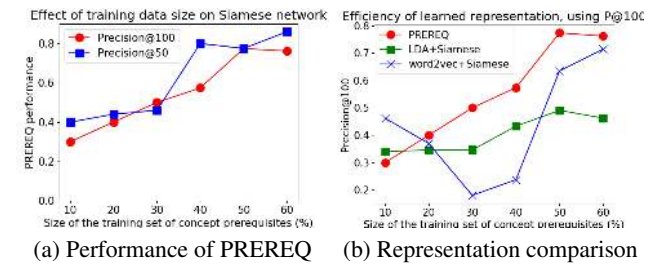 Effect of training data size on Siamese network
Precision@100
Precision@50
PREREQ performance
0.8
0.6
0.4
0.2
0.0
10 20 30 40 50 60
Size of the training set of concept prerequisites (%)
(a) Performance of PREREQ
Efficiency of learned representation, using P@100
PREREQ
LDA+Siamese
word2vec+Siamese
Precision@100
0.8
0.7
0.6
0.5
0.4
0.3
0.2
10 20 30 40 50 60
Size of the training set of concept prerequisites (%)
(b) Representation comparison